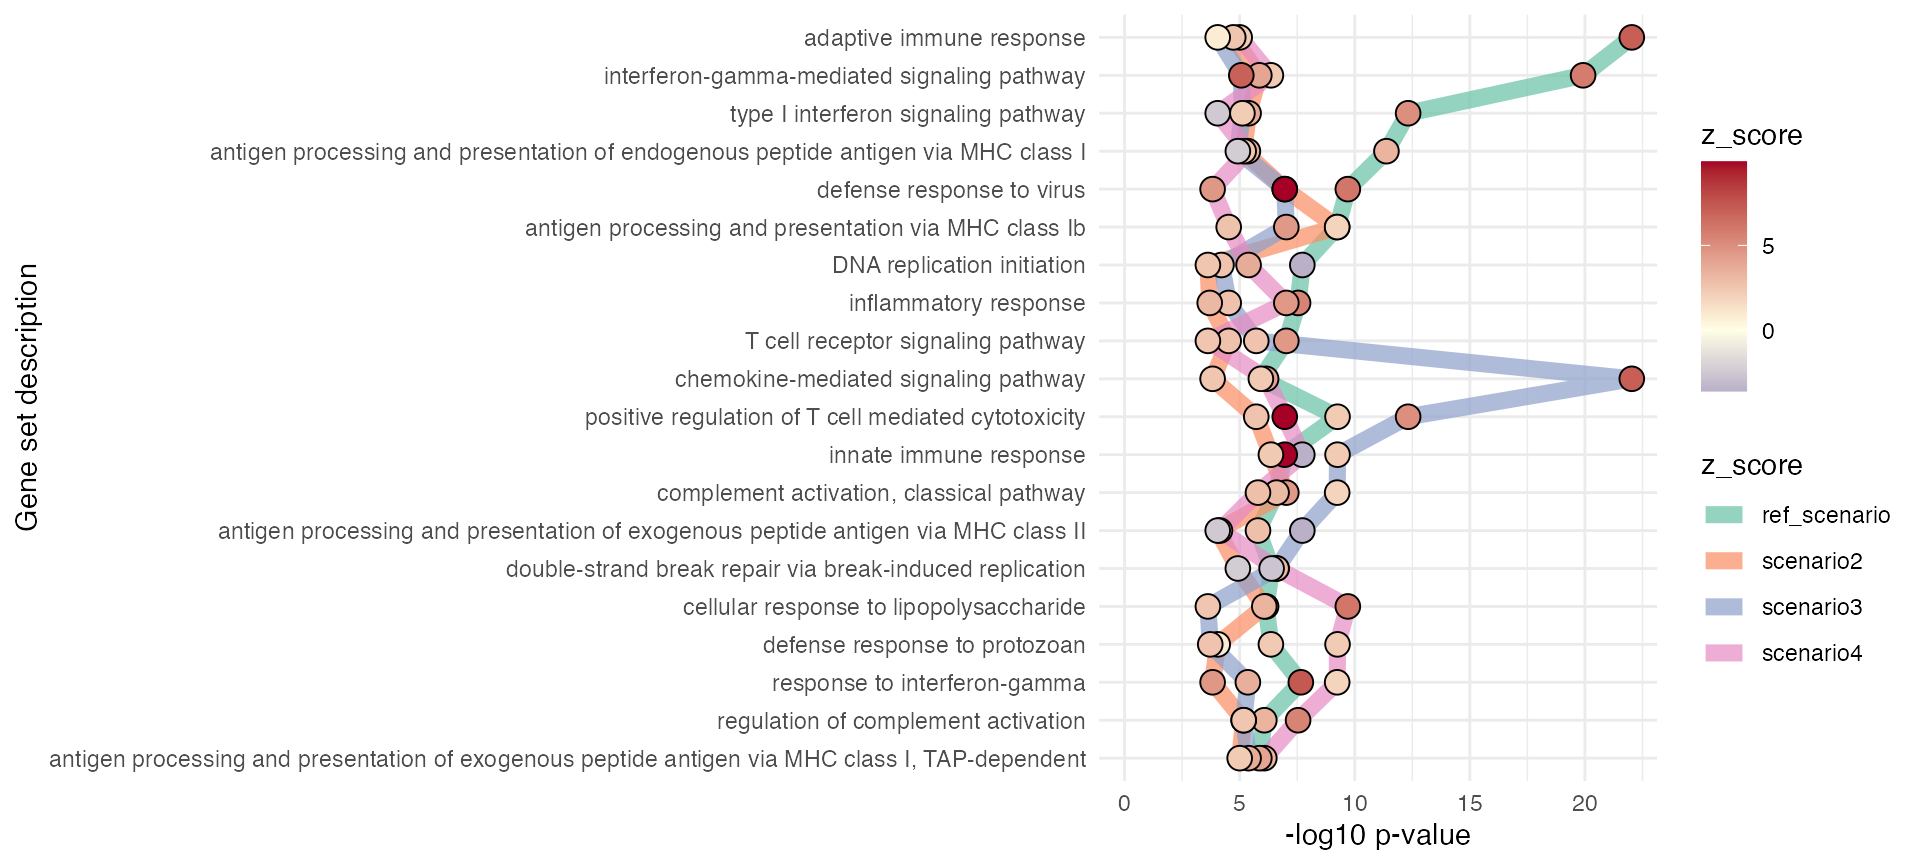 adaptive immune response
interferon-gamma-mediated signaling pathway
type I interferon signaling pathway
antigen processing and presentation of endogenous peptide antigen via MHC class I
defense response to virus
antigen processing and presentation via MHC class Ib
DNA replication initiation
inflammatory response
T cell receptor signaling pathway
chemokine-mediated signaling pathway
positive regulation of T cell mediated cytotoxicity
innate immune response
complement activation, classical pathway
antigen processing and presentation of exogenous peptide antigen via MHC class II
double-strand break repair via break-induced replication
cellular response to lipopolysaccharide
defense response to protozoan
response to interferon-gamma
regulation of complement activation
antigen processing and presentation of exogenous peptide antigen via MHC class I, TAP-dependent
Gene set description
0 5 10 15 20
-log10 p-value
z_score
5
0
z_score
ref_scenario
scenario2
scenario3
scenario4